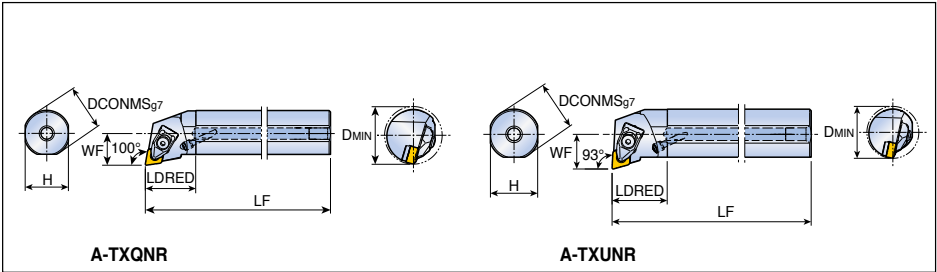 DCONMSg7
WF
100°
H
LDRED
LF
DMIN
A-TXQNR
DCONMSg7
WF
93°
H
LDRED
LF
DMIN
A-TXUNR